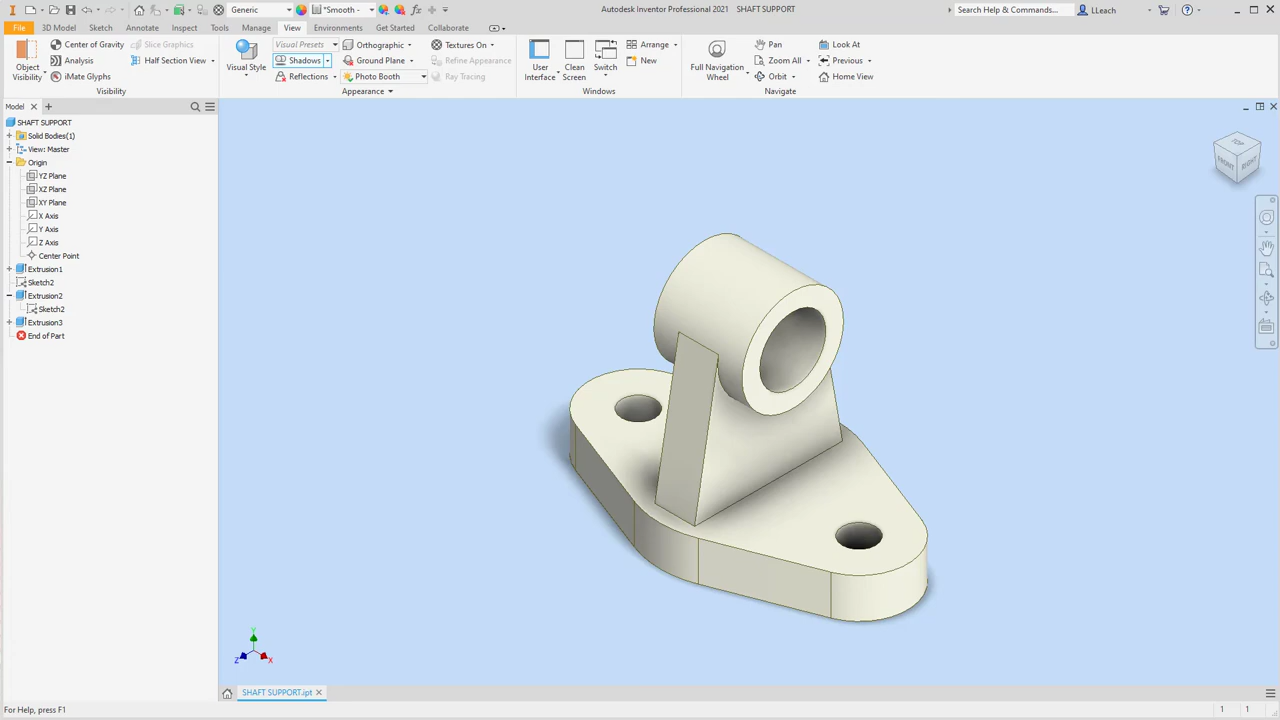 Generic *Smooth - Autodesk Inventor Professional 2021 SHAFT SUPPORT Search Help & Commands... LLeach
File 3D Model Sketch Annotate Inspect Tools Manage View Environments Get Started Collaborate
Object Visibility
Center of Gravity Slice Graphics
Analysis Half Section View
iMate Glyphs
Visibility
Visual Style
Visual Presets Orthographic Textures On
Shadows Ground Plane Refine Appearance
Reflections Photo Booth Ray Tracing
Appearance
User Interface
Clean Screen
Switch
Arrange
New
Windows
Full Navigation Wheel
Pan Look At
Zoom All Previous
Orbit Home View
Navigate
Model
SHAFT SUPPORT
Solid Bodies(1)
View: Master
Origin
YZ Plane
XZ Plane
XY Plane
X Axis
Y Axis
Z Axis
Center Point
Extrusion1
Sketch2
Extrusion2
Sketch2
Extrusion3
End of Part
TOP
FRONT RIGHT
Y
Z X
SHAFT SUPPORT.ipt
For Help, press F1 1 1